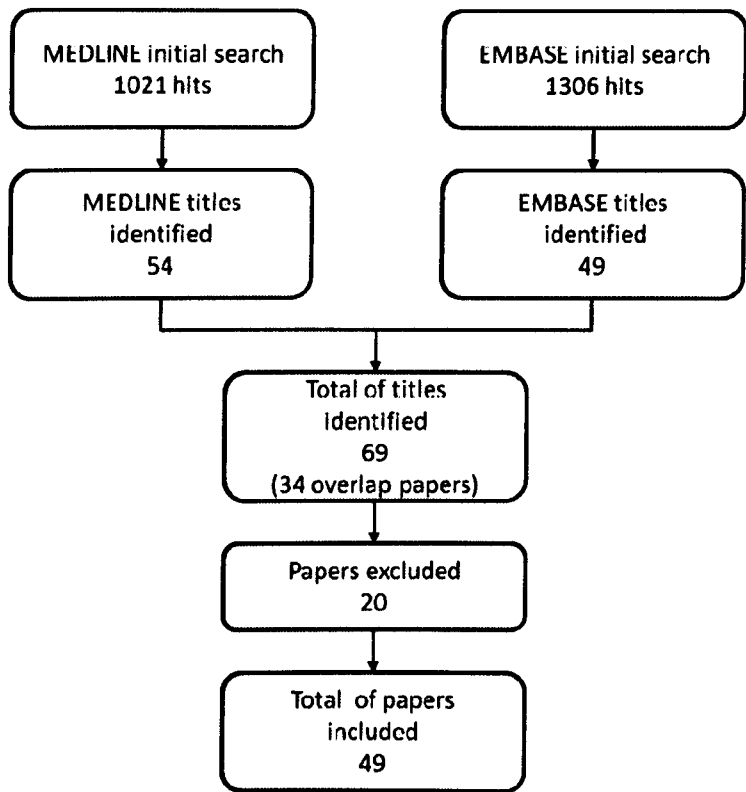 MEDLINE initial search
1021 hits
EMBASE initial search
1306 hits
MEDLINE titles
identified
54
EMBASE titles
identified
49
Total of titles
identified
69
(34 overlap papers)
Papers excluded
20
Total of papers
included
49